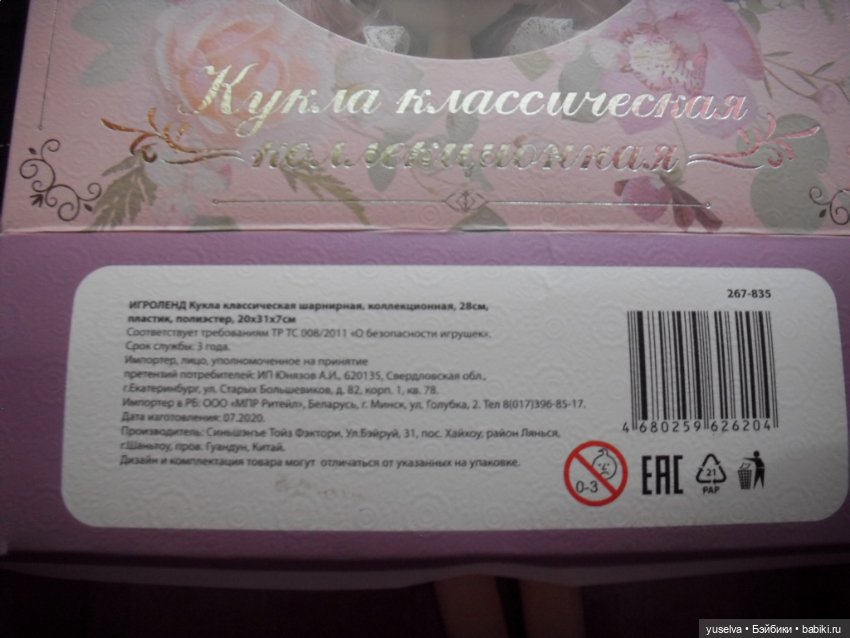 Кукла классическая
коллекционная
267-835
ИГРОЛЕНД Кукла классическая шарнирная, коллекционная, 28см,
пластик, полиэстер, 20х31х7см
Соответствует требованиям ТР ТС 008/2011 «О безопасности игрушек».
Срок службы: 3 года.
Импортер, лицо, уполномоченное на принятие
претензий потребителей: ИП Юнязов А.И., 620135, Свердловская обл.,
г.Екатеринбург, ул. Старых Большевиков, д. 82, корп. 1, кв. 78.
Импортер в РБ: ООО «МПР Ритейл», Беларусь, г. Минск, ул. Голубка, 2. Тел 8(017)396-85-17.
Дата изготовления: 07.2020.
Производитель: Синьшэнъе Тойз Фэктори, Ул.Бэйруй, 31, пос. Хайхоу, район Лянься,
г.Шаньтоу, пров. Гуандун, Китай.
Дизайн и комплектация товара могут отличаться от указанных на упаковке.
4 680259 626204
0-3
EAC
21
PAP
yuselva • Бэйбики • babiki.ru